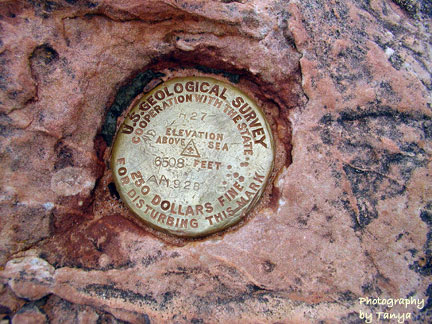 U.S. GEOLOGICAL SURVEY
COOPERATION WITH THE STATE
ELEVATION
ABOVE SEA
6508 FEET
250 DOLLARS FINE
FOR DISTURBING THIS MARK
Photography
by Tanya